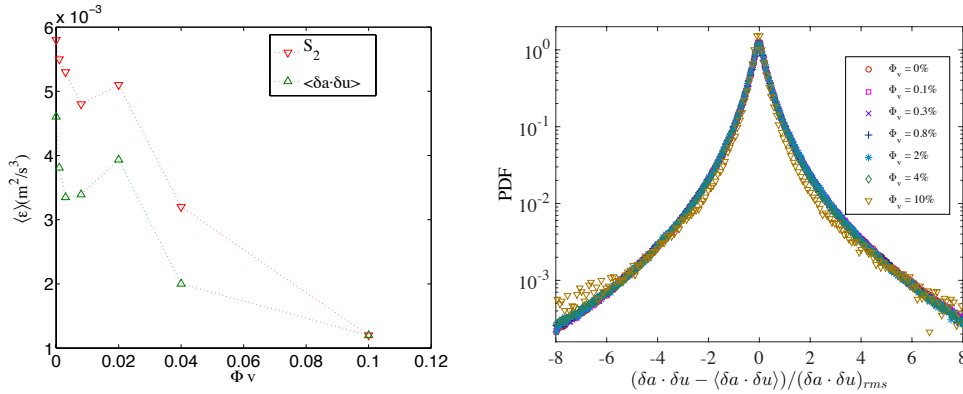 6 × 10⁻³
S₂
<δa·δu>
5
4
3
2
1
0 0.02 0.04 0.06 0.08 0.10 0.12
⟨ε⟩(m²/s³)
Φ v
10⁰
10⁻¹
10⁻²
10⁻³
PDF
Φᵥ = 0%
Φᵥ = 0.1%
Φᵥ = 0.3%
Φᵥ = 0.8%
Φᵥ = 2%
Φᵥ = 4%
Φᵥ = 10%
-8 -6 -4 -2 0 2 4 6 8
(δa · δu − ⟨δa · δu⟩)/(δa · δu)ᵣₘₛ